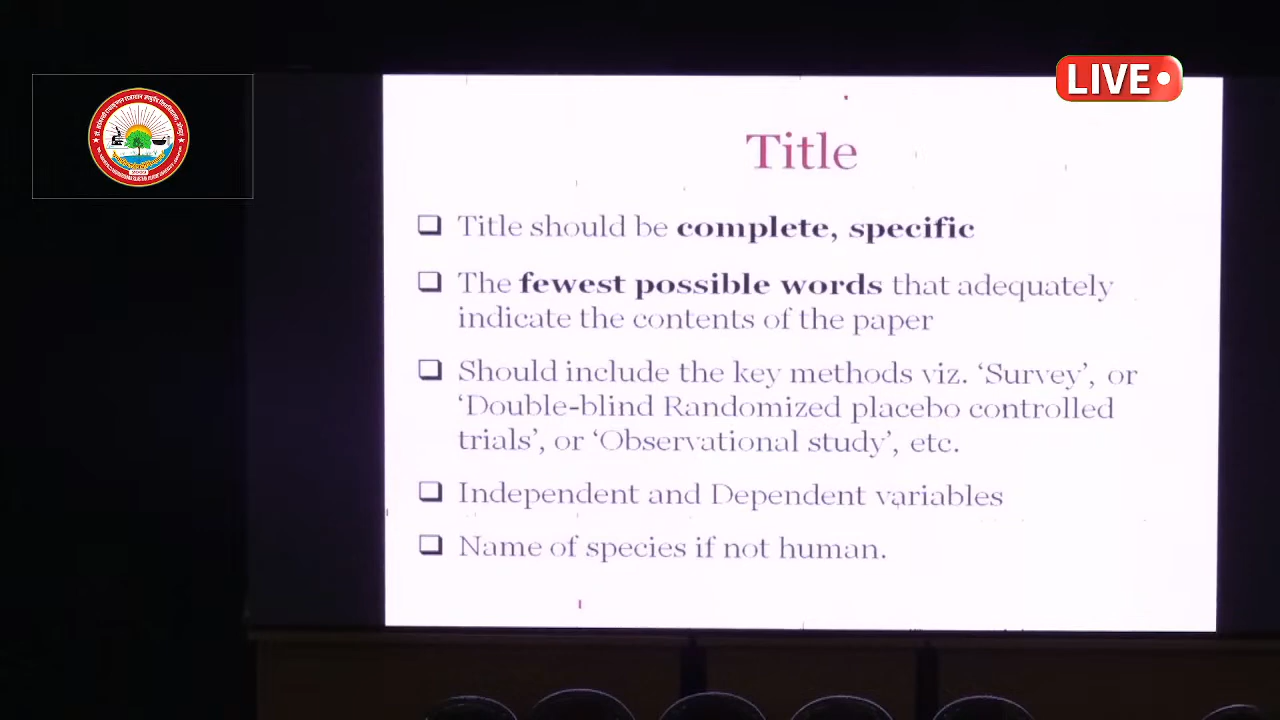 LIVE
Title
Title should be complete, specific
The fewest possible words that adequately
indicate the contents of the paper
Should include the key methods viz. ‘Survey’, or
‘Double-blind Randomized placebo controlled
trials’, or ‘Observational study’, etc.
Independent and Dependent variables
Name of species if not human.